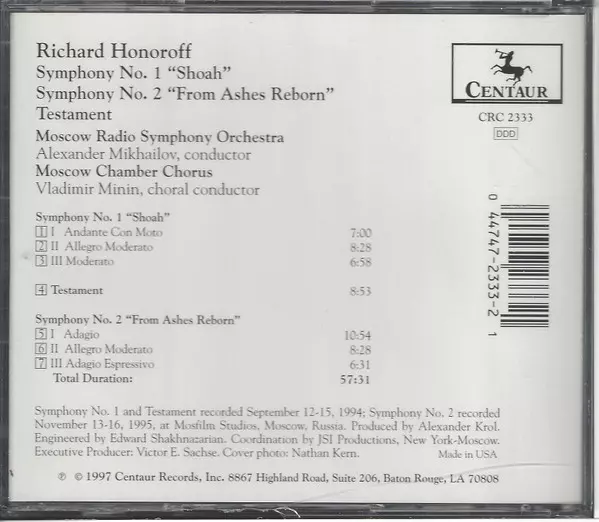 Richard Honoroff
Symphony No. 1 “Shoah”
Symphony No. 2 “From Ashes Reborn”
Testament
Moscow Radio Symphony Orchestra
Alexander Mikhailov, conductor
Moscow Chamber Chorus
Vladimir Minin, choral conductor
CENTAUR
CRC 2333
DDD
0 44747-2333-2 1
Symphony No. 1 “Shoah”
1 I Andante Con Moto 7:00
2 II Allegro Moderato 8:28
3 III Moderato 6:58
4 Testament 8:53
Symphony No. 2 “From Ashes Reborn”
5 I Adagio 10:54
6 II Allegro Moderato 8:28
7 III Adagio Espressivo 6:31
Total Duration: 57:31
Symphony No. 1 and Testament recorded September 12-15, 1994; Symphony No. 2 recorded
November 13-16, 1995, at Mosfilm Studios, Moscow, Russia. Produced by Alexander Krol.
Engineered by Edward Shakhnazarian. Coordination by JSI Productions, New York-Moscow.
Executive Producer: Victor E. Sachse. Cover photo: Nathan Kern. Made in USA
℗ © 1997 Centaur Records, Inc. 8867 Highland Road, Suite 206, Baton Rouge, LA 70808